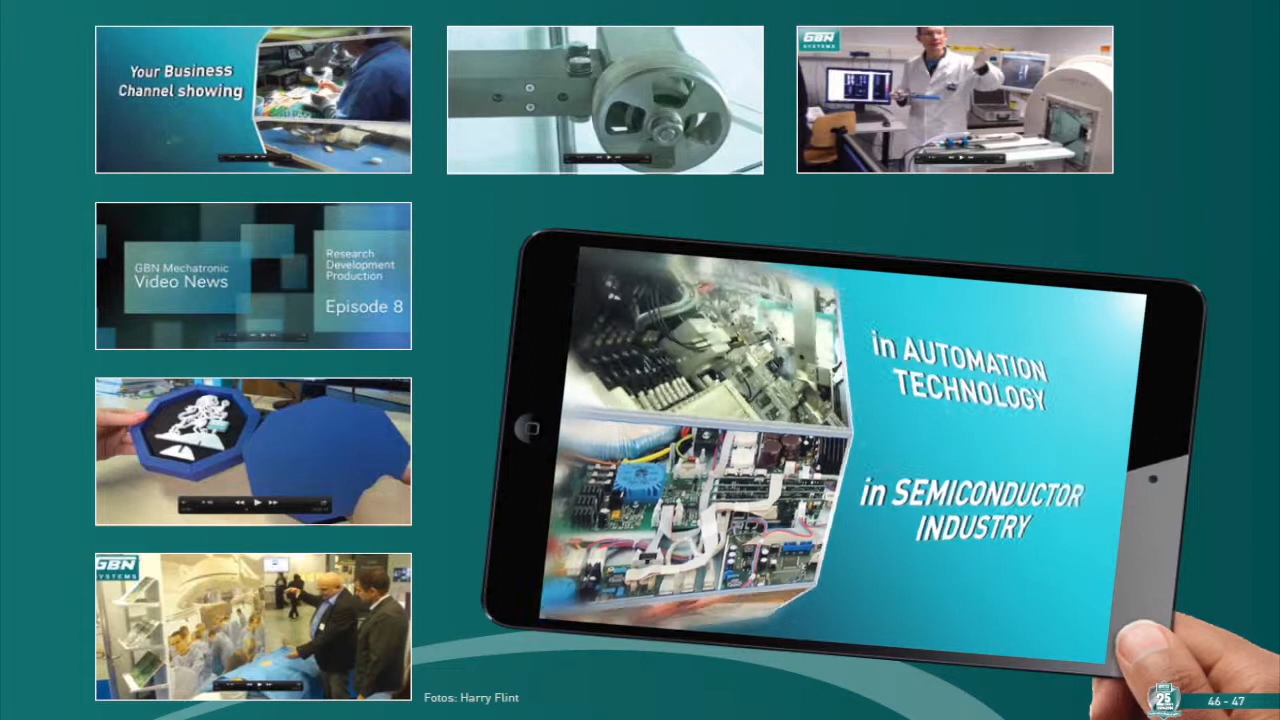 Your Business
Channel showing
GBN
SYSTEMS
GBN Mechatronic
Video News
Research
Development
Production
Episode 8
in AUTOMATION
TECHNOLOGY
in SEMICONDUCTOR
INDUSTRY
GBN
SYSTEMS
Fotos: Harry Flint
25
46 - 47